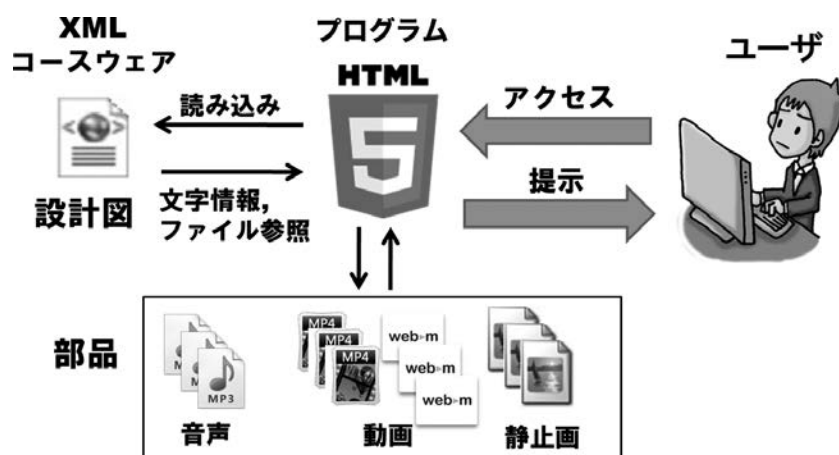 XML
コースウェア
プログラム
HTML
5
ユーザ
読み込み
アクセス
設計図
文字情報,
ファイル参照
提示
部品
MP3
音声
MP4
MP4
MP4
web▸m
web▸m
web▸m
動画
静止画